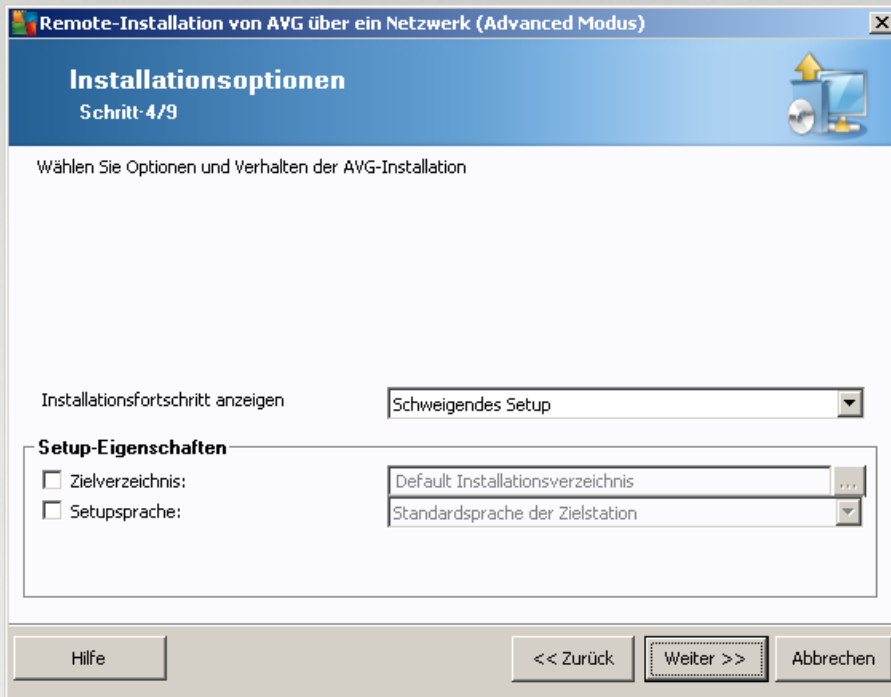 Remote-Installation von AVG über ein Netzwerk (Advanced Modus)
Installationsoptionen
Schritt-4/9
Wählen Sie Optionen und Verhalten der AVG-Installation
Installationsfortschritt anzeigen
Schweigendes Setup
Setup-Eigenschaften
Zielverzeichnis:
Default Installationsverzeichnis
...
Setupsprache:
Standardsprache der Zielstation
Hilfe
<< Zurück
Weiter >>
Abbrechen